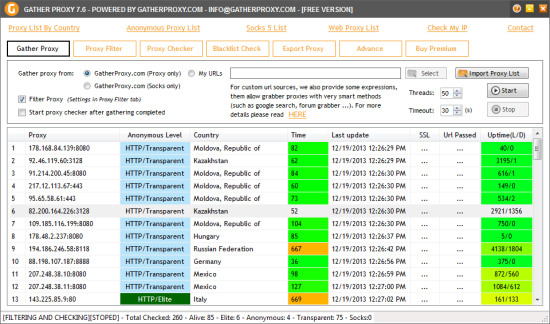 G GATHER PROXY 7.6 - POWERED BY GATHERPROXY.COM - INFO@GATHERPROXY.COM - [FREE VERSION]
Proxy List By Country Anonymous Proxy List Socks 5 List Web Proxy List Check My IP Contact
Gather Proxy Proxy Filter Proxy Checker Blacklist Check Export Proxy Advance Buy Premium
Gather proxy from: GatherProxy.com (Proxy only) My URLs Select Import Proxy List
GatherProxy.com (Socks only)
For custom url sources, we also provide some expressions, them allow grabber proxies with very smart methods (such as google search, forum grabber ...). For more details please read HERE
Filter Proxy (Settings in Proxy Filter tab)
Start proxy checker after gathering completed
Threads: 50 Start
Timeout: 30 (s) Stop
Proxy Anonymous Level Country Time Last update SSL Url Passed Uptime(L/D)
1 178.168.84.139:8080 HTTP/Transparent Moldova, Republic of 82 12/19/2013 12:26:29 PM ... ... 40/0
2 92.46.119.60:3128 HTTP/Transparent Kazakhstan 62 12/19/2013 12:26:29 PM ... ... 3195/1
3 91.214.200.45:8080 HTTP/Transparent Moldova, Republic of 84 12/19/2013 12:26:30 PM ... ... 616/1
4 217.12.113.67:443 HTTP/Transparent Moldova, Republic of 60 12/19/2013 12:26:30 PM ... ... 149/0
5 95.65.58.61:443 HTTP/Transparent Moldova, Republic of 73 12/19/2013 12:26:30 PM ... ... 534/2
6 82.200.164.226:3128 HTTP/Transparent Kazakhstan 52 12/19/2013 12:26:30 PM ... ... 2921/1356
7 109.185.116.199:8080 HTTP/Transparent Moldova, Republic of 104 12/19/2013 12:26:30 PM ... ... 750/0
8 178.48.2.237:8080 HTTP/Transparent Hungary 85 12/19/2013 12:26:30 PM ... ... 5/0
9 194.186.246.58:8118 HTTP/Transparent Russian Federation 667 12/19/2013 12:26:42 PM ... ... 4138/1804
10 88.198.107.187:8888 HTTP/Transparent Germany 36 12/19/2013 12:26:56 PM ... ... 375/0
11 207.248.38.10:8080 HTTP/Transparent Mexico 98 12/19/2013 12:26:58 PM ... ... 872/560
12 207.248.38.11:8080 HTTP/Transparent Mexico 127 12/19/2013 12:27:00 PM ... ... 1084/612
13 143.225.85.9:80 HTTP/Elite Italy 669 12/19/2013 12:27:02 PM ... ... 161/133
[FILTERING AND CHECKING][STOPED] - Total Checked: 260 - Alive: 85 - Elite: 6 - Anonymous: 4 - Transparent: 75 - Socks:0